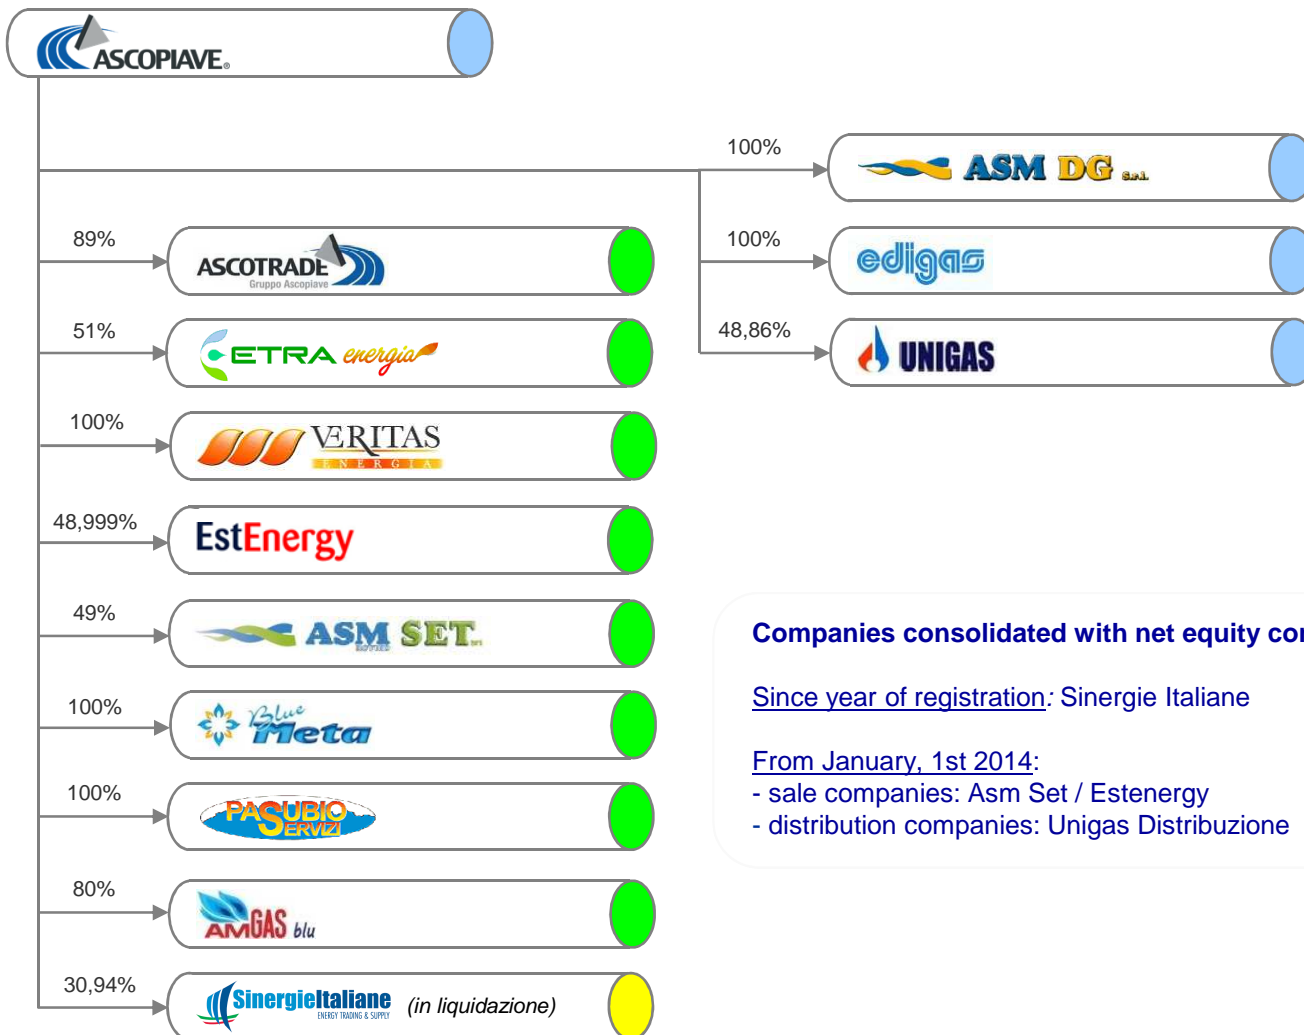 ASCOPIAVE®
100%
ASM DG S.r.l.
89%
ASCOTRADE
Gruppo Ascopiave
100%
edigas
51%
ETRA energia
48,86%
UNIGAS
100%
VERITAS
ENERGIA
48,999%
EstEnergy
49%
ASM SET
ROVIGO
Companies consolidated with net equity
Since year of registration: Sinergie Italiane
From January, 1st 2014:
- sale companies: Asm Set / Estenergy
- distribution companies: Unigas Distribuzione
100%
Blue
Meta
100%
PASUBIO
SERVIZI
80%
AMGAS blu
30,94%
SinergieItaliane (in liquidazione)
ENERGY TRADING & SUPPLY